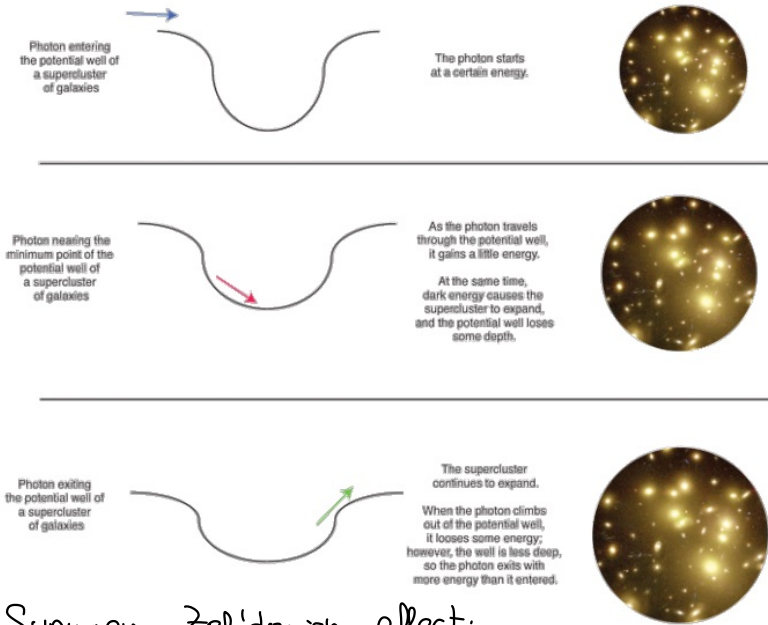 Photon entering
the potential well of
a supercluster
of galaxies
The photon starts
at a certain energy.
Photon nearing the
minimum point of the
potential well of
a supercluster
of galaxies
As the photon travels
through the potential well,
it gains a little energy.
At the same time,
dark energy causes the
supercluster to expand,
and the potential well loses
some depth.
Photon exiting
the potential well of
a supercluster
of galaxies
The supercluster
continues to expand.
When the photon climbs
out of the potential well,
it looses some energy;
however, the well is less deep,
so the photon exits with
more energy than it entered.
effect: